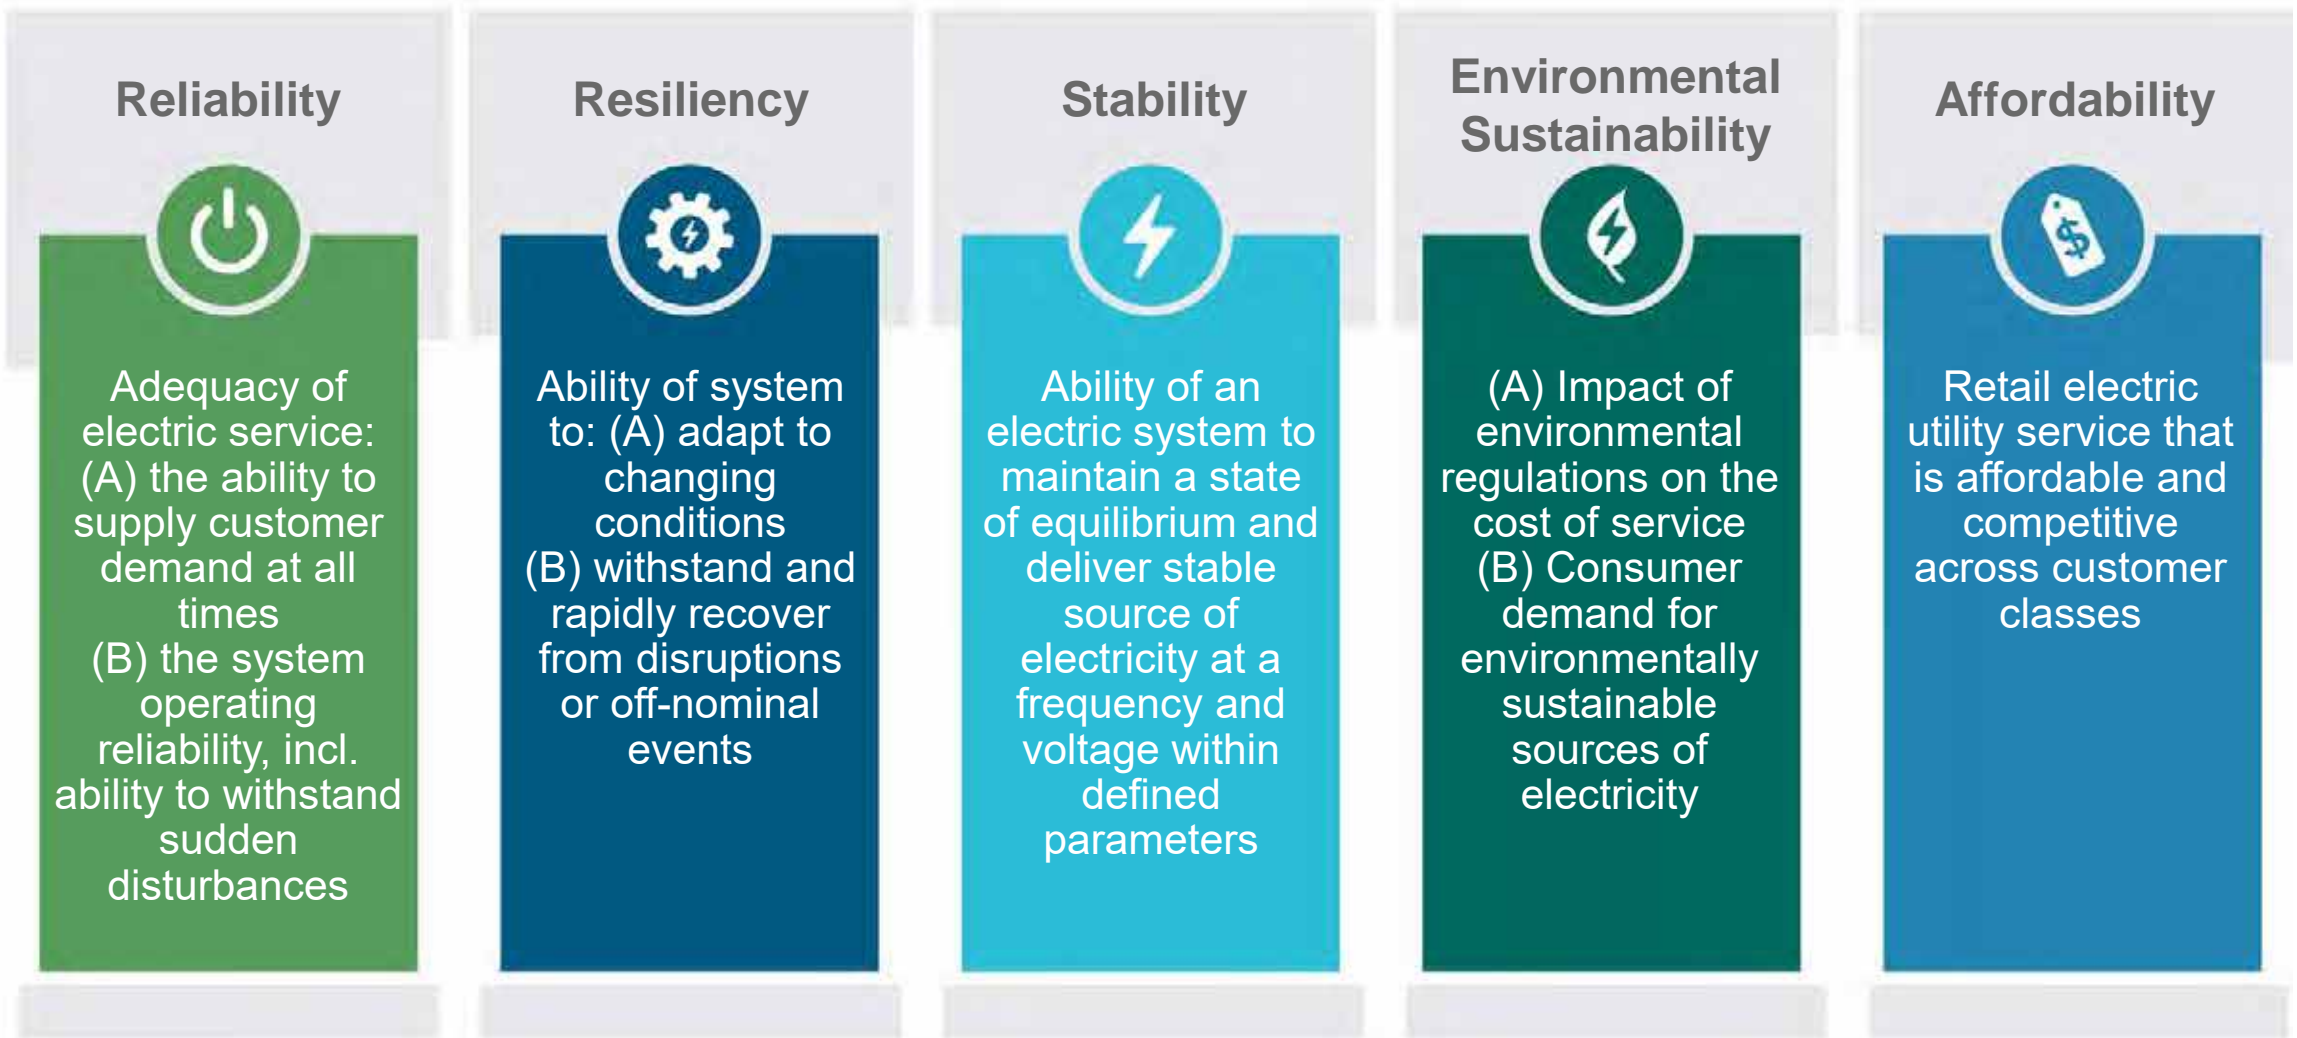 Reliability
Adequacy of
electric service:
(A) the ability to
supply customer
demand at all
times
(B) the system
operating
reliability, incl.
ability to withstand
sudden
disturbances
Resiliency
Ability of system
to: (A) adapt to
changing
conditions
(B) withstand and
rapidly recover
from disruptions
or off-nominal
events
Stability
Ability of an
electric system to
maintain a state
of equilibrium and
deliver stable
source of
electricity at a
frequency and
voltage within
defined
parameters
Environmental
Sustainability
(A) Impact of
environmental
regulations on the
cost of service
(B) Consumer
demand for
environmentally
sustainable
sources of
electricity
Affordability
$
Retail electric
utility service that
is affordable and
competitive
across customer
classes